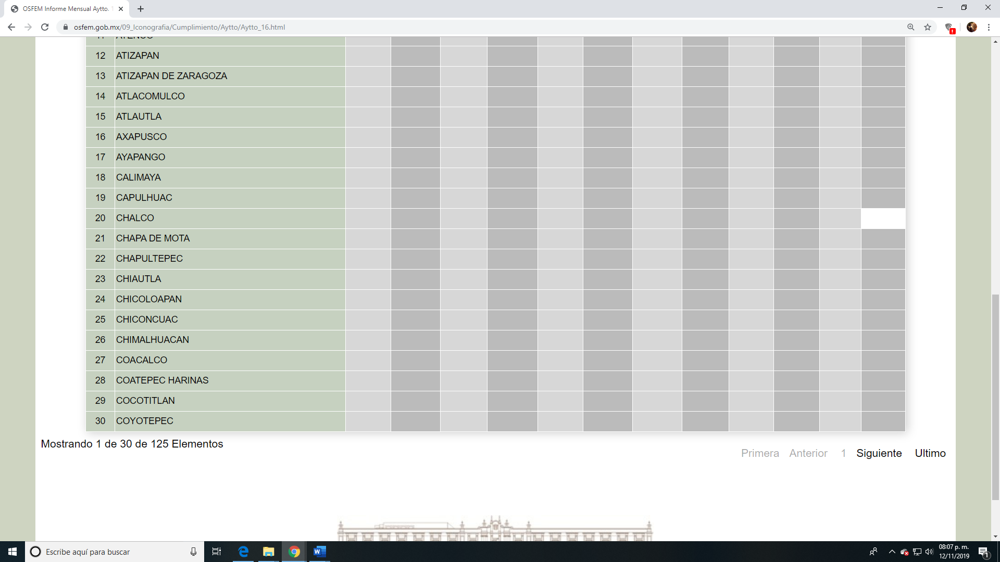 OSFEM Informe Mensual Aytto.
osfem.gob.mx/09_Iconografia/Cumplimiento/Aytto/Aytto_16.html
12 ATIZAPAN
13 ATIZAPAN DE ZARAGOZA
14 ATLACOMULCO
15 ATLAUTLA
16 AXAPUSCO
17 AYAPANGO
18 CALIMAYA
19 CAPULHUAC
20 CHALCO
21 CHAPA DE MOTA
22 CHAPULTEPEC
23 CHIAUTLA
24 CHICOLOAPAN
25 CHICONCUAC
26 CHIMALHUACAN
27 COACALCO
28 COATEPEC HARINAS
29 COCOTITLAN
30 COYOTEPEC
Mostrando 1 de 30 de 125 Elementos
Primera Anterior 1 Siguiente Ultimo
Escribe aquí para buscar
08:07 p. m.
12/11/2019
1